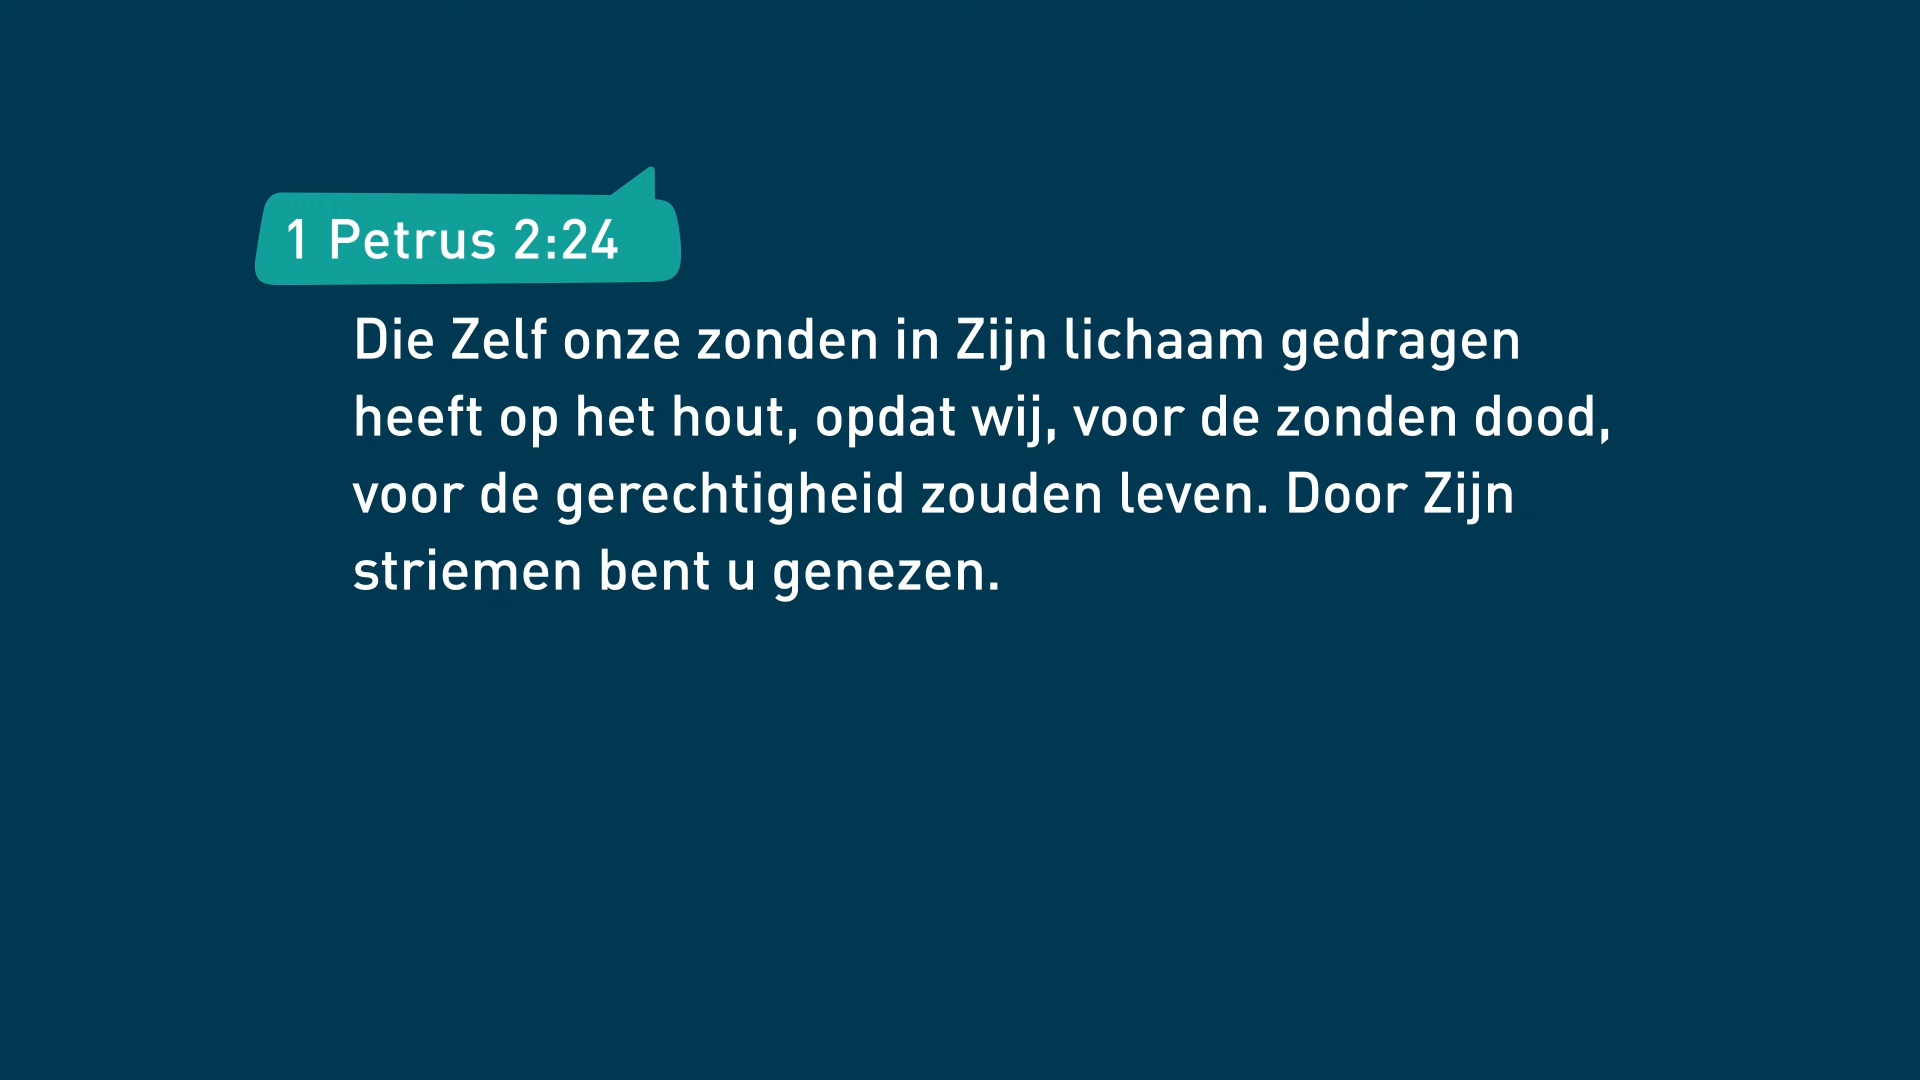 1 Petrus 2:24
Die Zelf onze zonden in Zijn lichaam gedragen
heeft op het hout, opdat wij, voor de zonden dood,
voor de gerechtigheid zouden leven. Door Zijn
striemen bent u genezen.